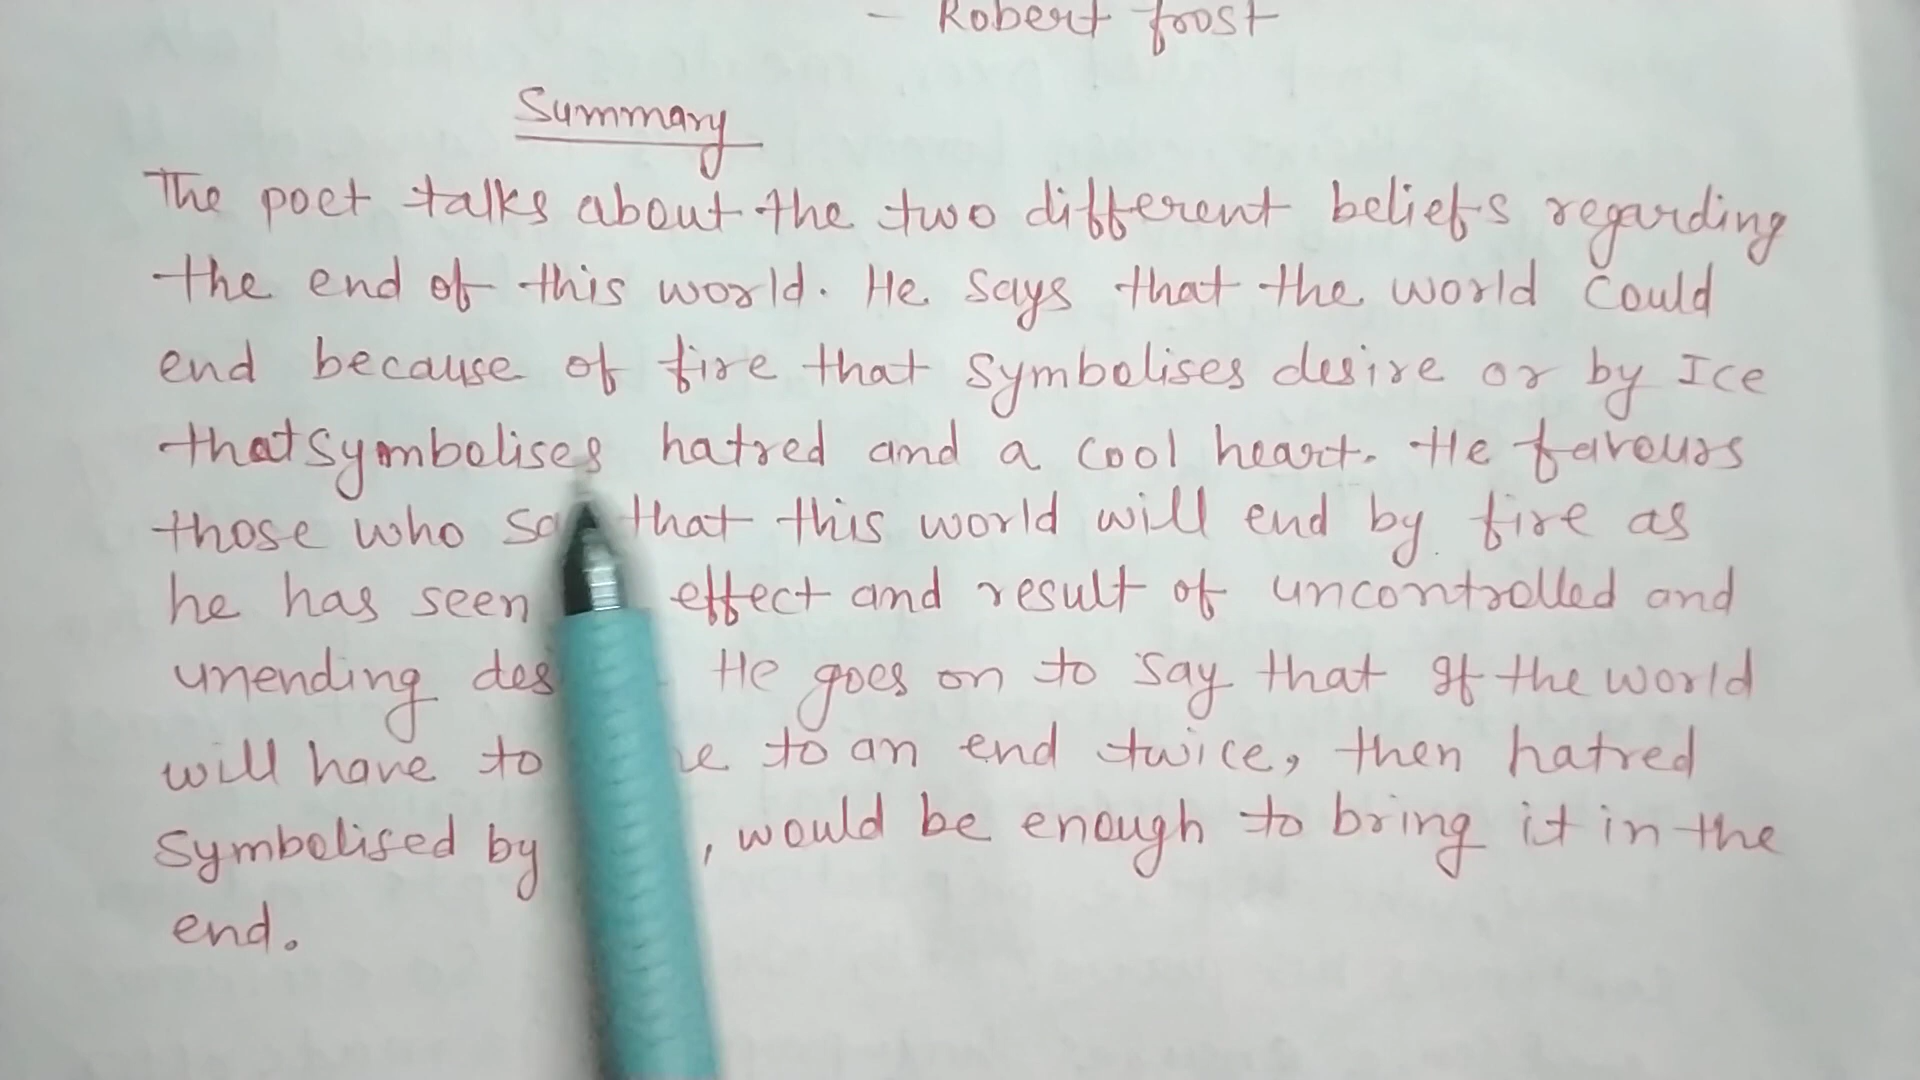 - Robert frost
Summary
The poet talks about the two different beliefs regarding
the end of this world. He says that the world Could
end because of fire that symbolises desire or by Ice
that symbolises hatred and a cool heart. He favours
those who that this world will end by fire as
he has seen effect and result of uncontrolled and
unending He goes on to say that If the world
will have to to an end twice, then hatred
Symbolised by , would be enough to bring it in the
end.